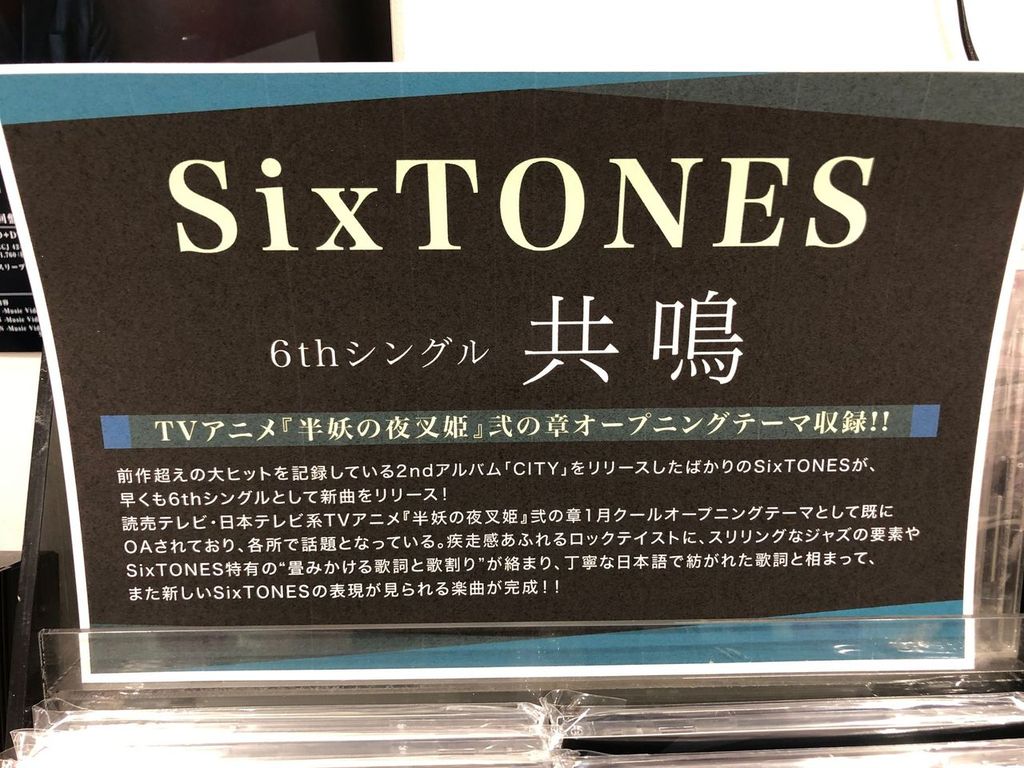 SixTONES
6thシングル 共鳴
TVアニメ『半妖の夜叉姫』弐の章オープニングテーマ収録!!
前作超えの大ヒットを記録している2ndアルバム「CITY」をリリースしたばかりのSixTONESが、
早くも6thシングルとして新曲をリリース!
読売テレビ・日本テレビ系TVアニメ『半妖の夜叉姫』弐の章1月クールオープニングテーマとして既に
OAされており、各所で話題となっている。疾走感あふれるロックテイストに、スリリングなジャズの要素や
SixTONES特有の“畳みかける歌詞と歌割り”が絡まり、丁寧な日本語で紡がれた歌詞と相まって、
また新しいSixTONESの表現が見られる楽曲が完成!!
-Music Vid
-Music Vid
-Music Vid